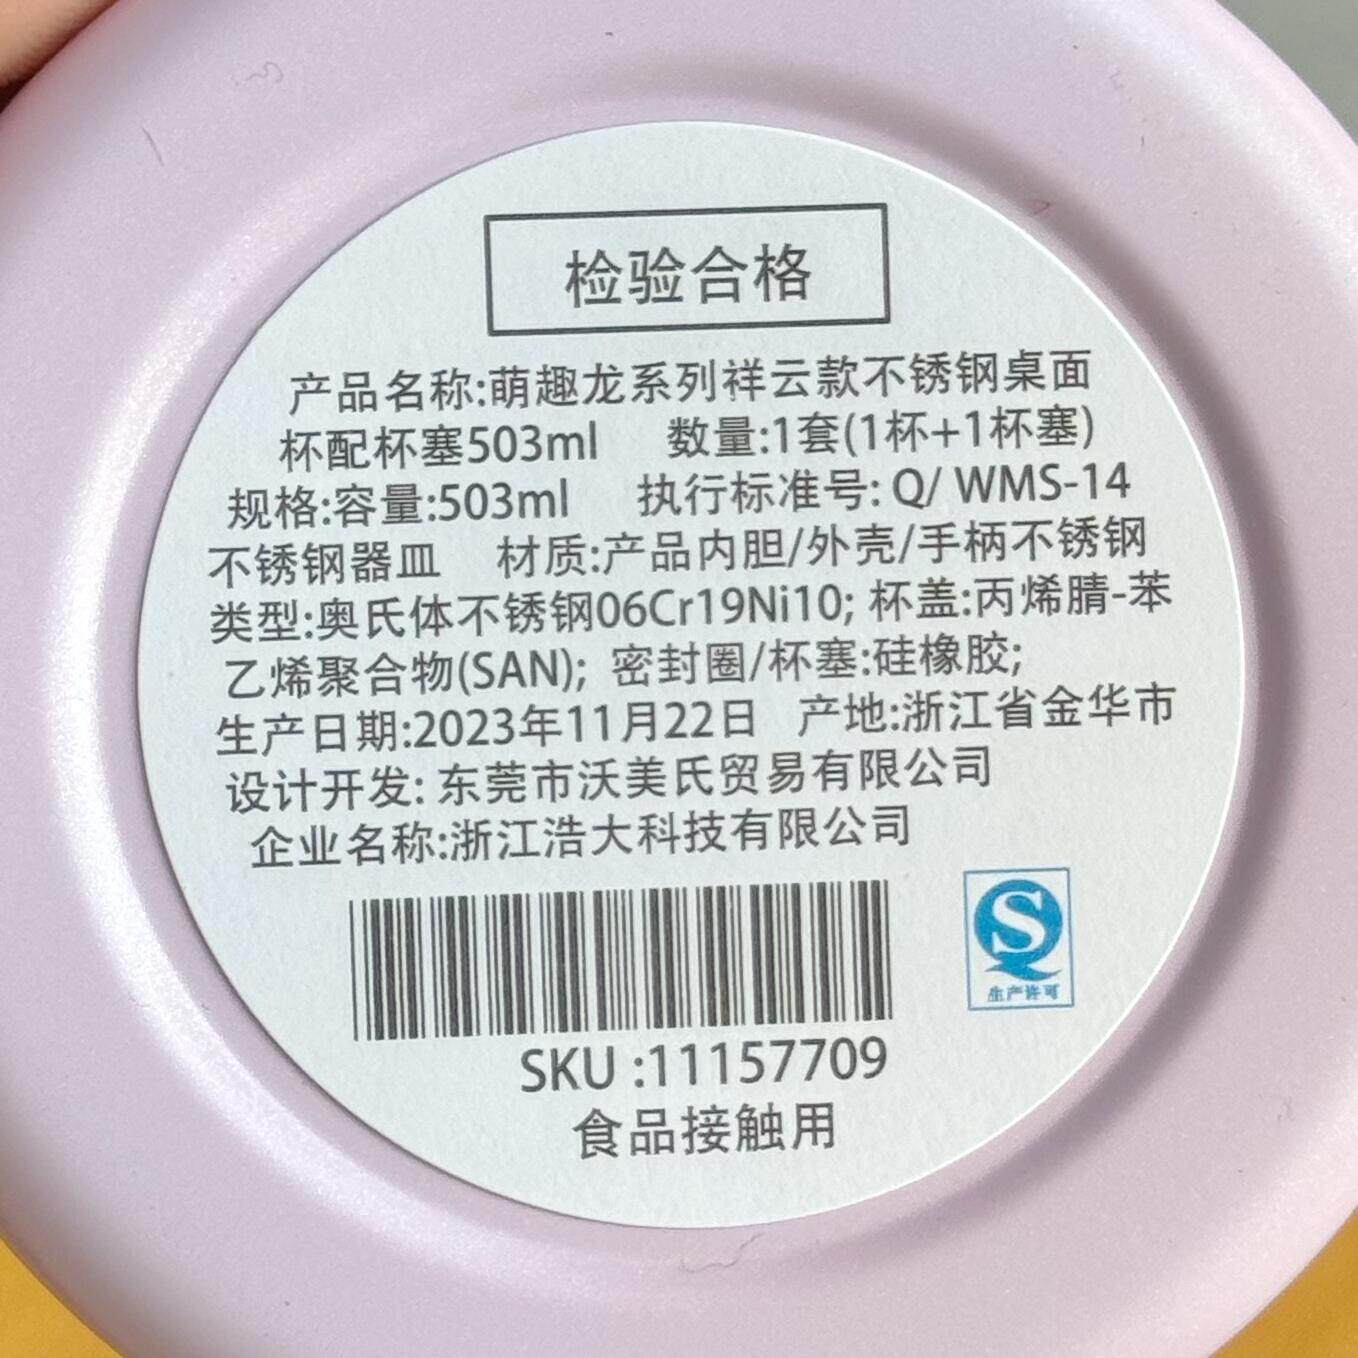 检验合格
产品名称:萌趣龙系列祥云款不锈钢桌面
杯配杯塞503ml 数量:1套(1杯+1杯塞)
规格:容量:503ml 执行标准号: Q/ WMS-14
不锈钢器皿 材质:产品内胆/外壳/手柄不锈钢
类型:奥氏体不锈钢06Cr19Ni10; 杯盖:丙烯腈-苯
乙烯聚合物(SAN); 密封圈/杯塞:硅橡胶;
生产日期:2023年11月22日 产地:浙江省金华市
设计开发: 东莞市沃美氏贸易有限公司
企业名称:浙江浩大科技有限公司
S
生产许可
SKU :11157709
食品接触用